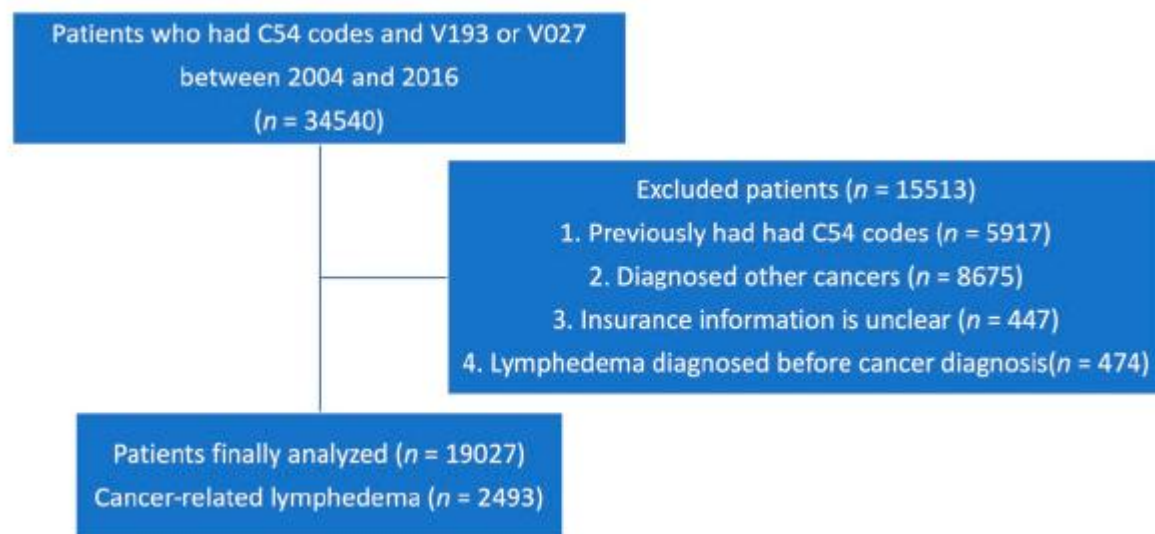 Patients who had C54 codes and V193 or V027
between 2004 and 2016
(n = 34540)
Excluded patients (n = 15513)
1. Previously had had C54 codes (n = 5917)
2. Diagnosed other cancers (n = 8675)
3. Insurance information is unclear (n = 447)
4. Lymphedema diagnosed before cancer diagnosis(n = 474)
Patients finally analyzed (n = 19027)
Cancer-related lymphedema (n = 2493)